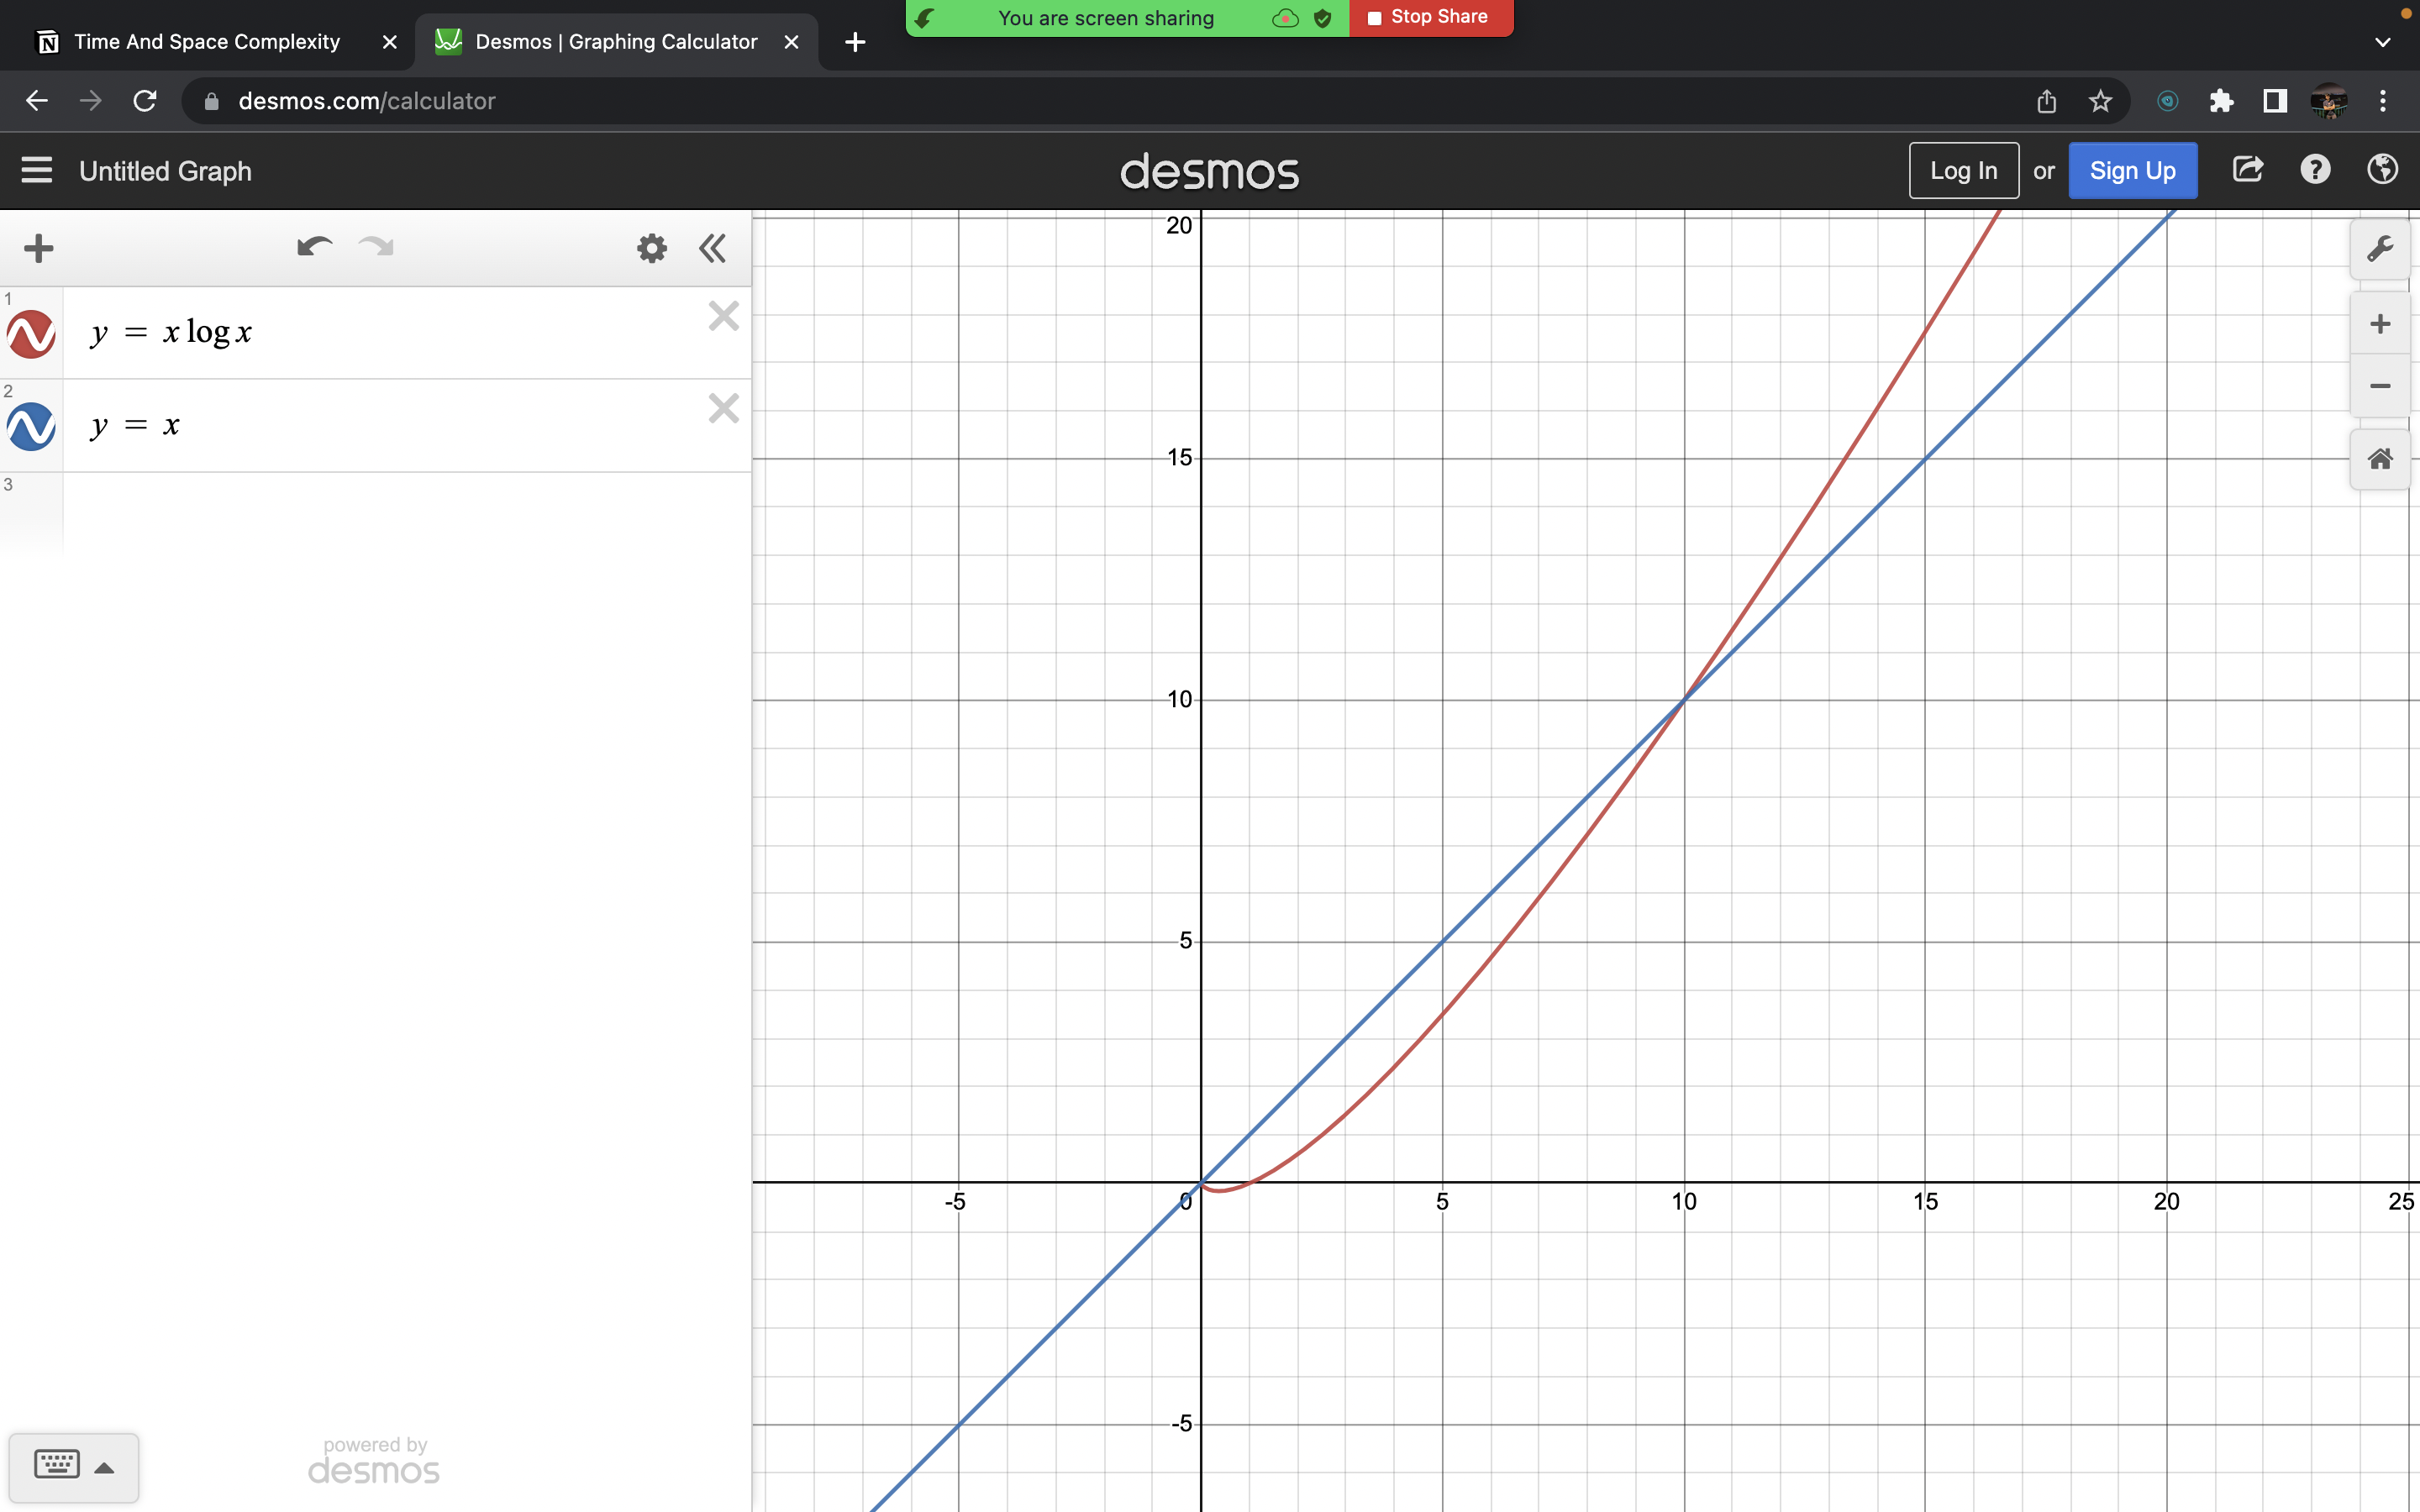 You are screen sharing Stop Share
Time And Space Complexity Desmos | Graphing Calculator
desmos.com/calculator
Untitled Graph desmos Log In or Sign Up
1
y = x log x
2
y = x
3
20
15
10
5
-5 0 5 10 15 20 25
-5
powered by
desmos